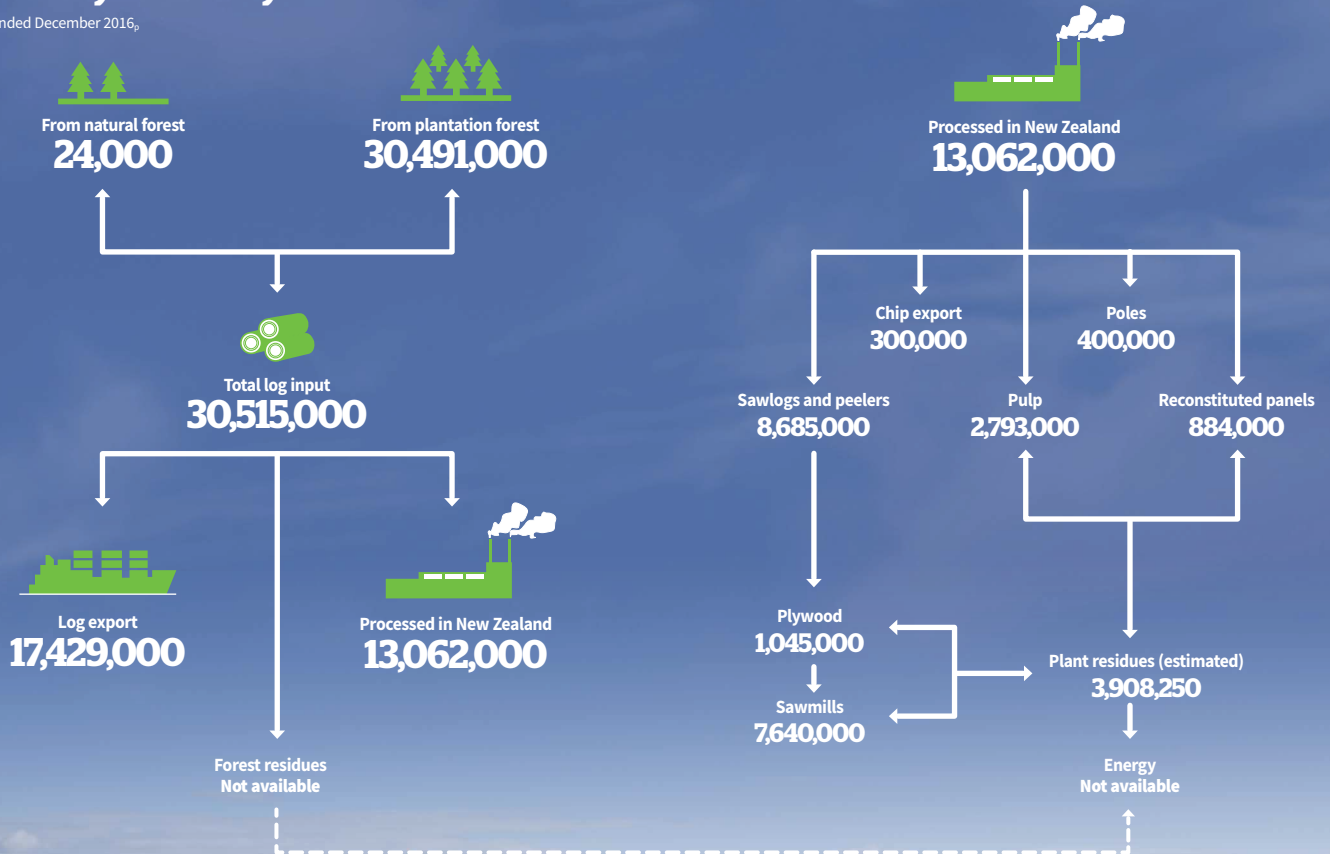 nded December 2016p
From natural forest
24,000
From plantation forest
30,491,000
Total log input
30,515,000
Log export
17,429,000
Processed in New Zealand
13,062,000
Forest residues
Not available
Processed in New Zealand
13,062,000
Chip export
300,000
Poles
400,000
Sawlogs and peelers
8,685,000
Pulp
2,793,000
Reconstituted panels
884,000
Plywood
1,045,000
Sawmills
7,640,000
Plant residues (estimated)
3,908,250
Energy
Not available